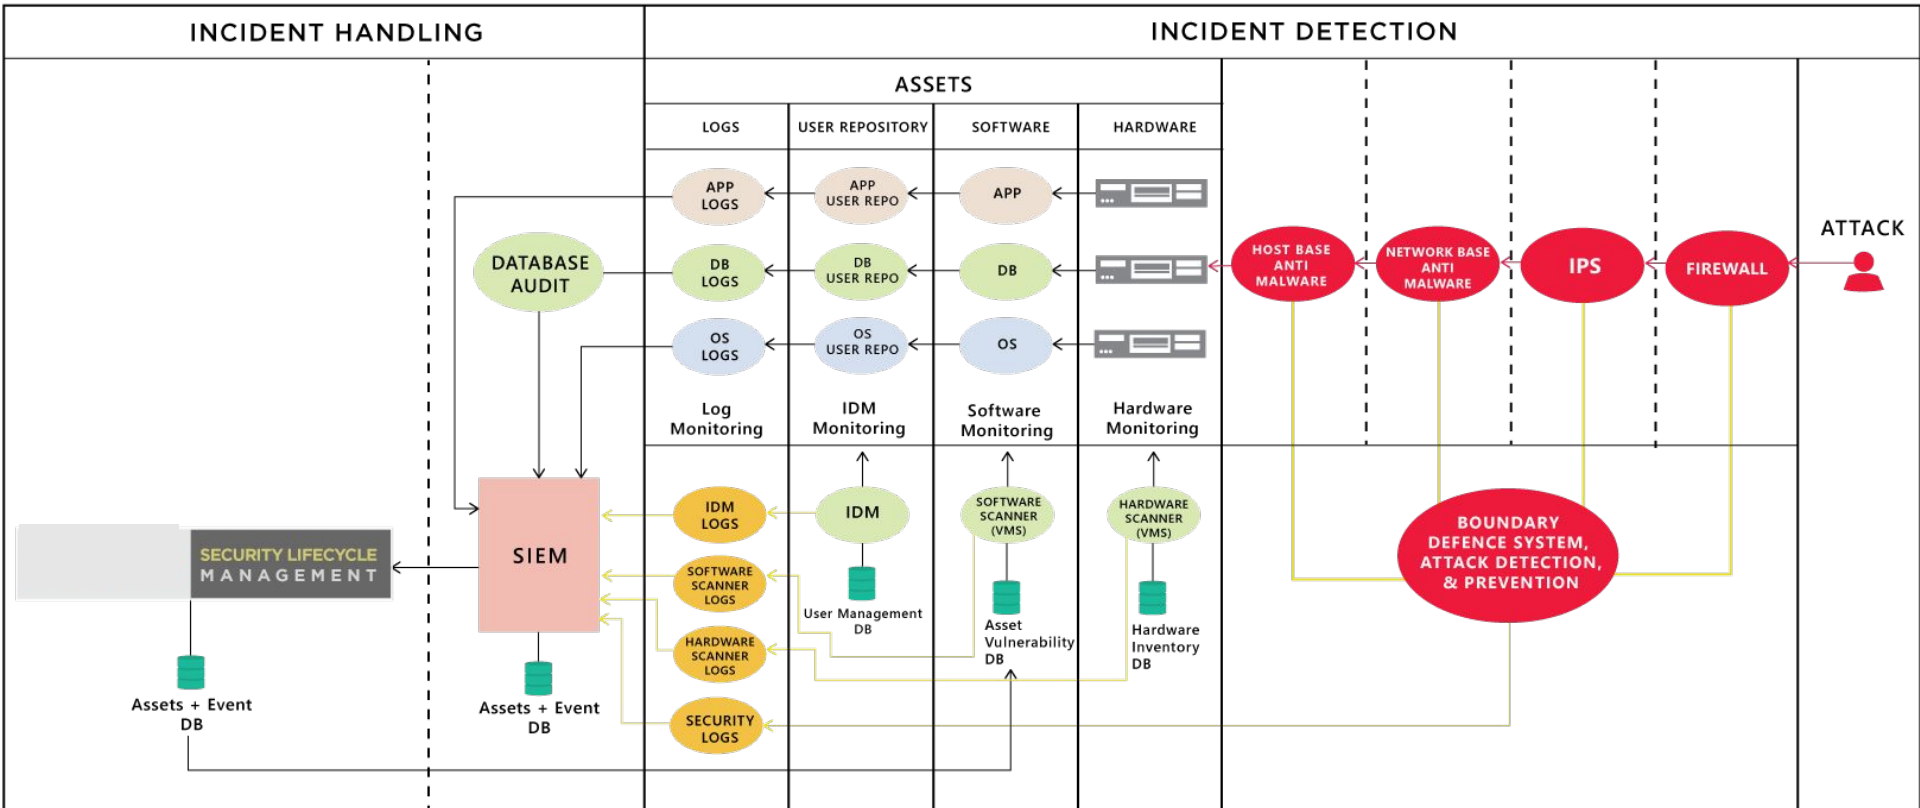 INCIDENT HANDLING
INCIDENT DETECTION
ASSETS
LOGS
USER REPOSITORY
SOFTWARE
HARDWARE
APP
LOGS
APP
USER REPO
APP
DB
LOGS
DB
USER REPO
DB
OS
LOGS
OS
USER REPO
OS
DATABASE
AUDIT
HOST BASE
ANTI
MALWARE
NETWORK BASE
ANTI
MALWARE
IPS
FIREWALL
ATTACK
Log
Monitoring
IDM
Monitoring
Software
Monitoring
Hardware
Monitoring
IDM
LOGS
IDM
SOFTWARE
SCANNER
(VMS)
HARDWARE
SCANNER
(VMS)
BOUNDARY
DEFENCE SYSTEM,
ATTACK DETECTION,
& PREVENTION
SECURITY LIFECYCLE
MANAGEMENT
SIEM
SOFTWARE
SCANNER
LOGS
User Management
DB
Asset
Vulnerability
DB
Hardware
Inventory
DB
HARDWARE
SCANNER
LOGS
Assets + Event
DB
Assets + Event
DB
SECURITY
LOGS